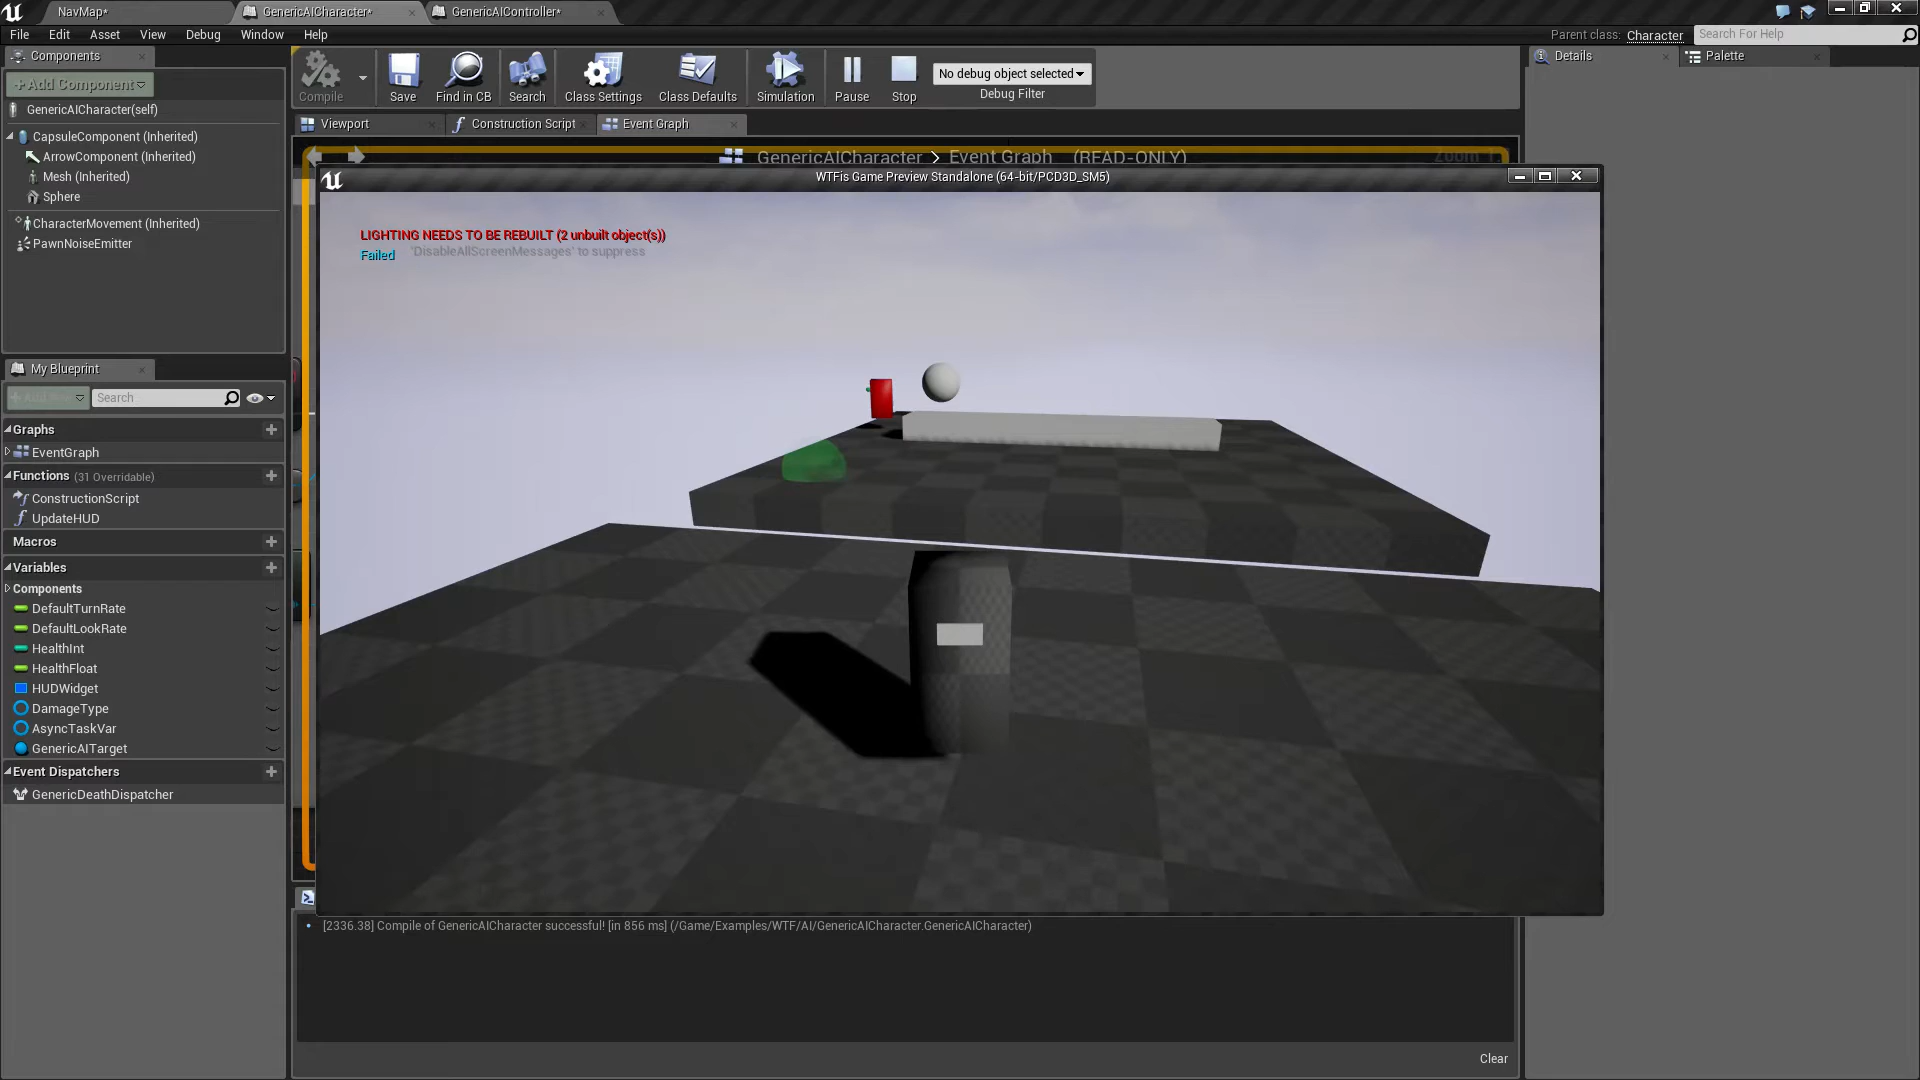 NavMap*
GenericAICharacter*
GenericAIController*
File Edit Asset View Debug Window Help
Parent class: Character
Search For Help
Components
Details
Palette
Add Component
Compile
Save
Find in CB
Search
Class Settings
Class Defaults
Simulation
Pause
Stop
No debug object selected
Debug Filter
GenericAICharacter(self)
Viewport
Construction Script
Event Graph
CapsuleComponent (Inherited)
ArrowComponent (Inherited)
Mesh (Inherited)
Sphere
CharacterMovement (Inherited)
PawnNoiseEmitter
GenericAICharacter > Event Graph (READ-ONLY)
WTFis Game Preview Standalone (64-bit/PCD3D_SM5)
LIGHTING NEEDS TO BE REBUILT (2 unbuilt object(s))
'DisableAllScreenMessages' to suppress
Failed
My Blueprint
Search
Graphs
EventGraph
Functions (31 Overridable)
ConstructionScript
UpdateHUD
Macros
Variables
Components
DefaultTurnRate
DefaultLookRate
HealthInt
HealthFloat
HUDWidget
DamageType
AsyncTaskVar
GenericAITarget
Event Dispatchers
GenericDeathDispatcher
[2336.38] Compile of GenericAICharacter successful! [in 856 ms] (/Game/Examples/WTF/AI/GenericAICharacter.GenericAICharacter)
Clear